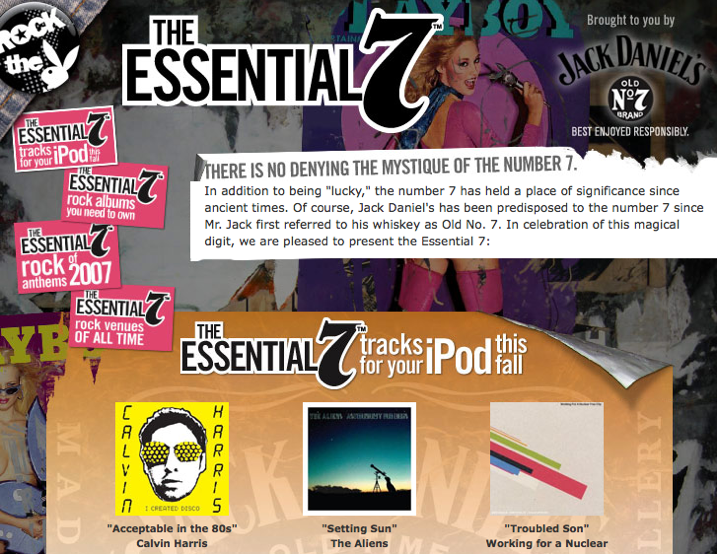 ROCK
the
THE
ESSENTIAL 7™
PLAYBOY
Brought to you by
JACK DANIEL'S
OLD
Nº7
BRAND
BEST ENJOYED RESPONSIBLY.
THE
ESSENTIAL 7
tracks this
for your iPod fall
THE
ESSENTIAL 7
rock albums
you need to own
THE
ESSENTIAL 7
rock of
anthems 2007
THE
ESSENTIAL 7
rock venues
OF ALL TIME
THERE IS NO DENYING THE MYSTIQUE OF THE NUMBER 7.
In addition to being "lucky," the number 7 has held a place of significance since
ancient times. Of course, Jack Daniel's has been predisposed to the number 7 since
Mr. Jack first referred to his whiskey as Old No. 7. In celebration of this magical
digit, we are pleased to present the Essential 7:
THE
ESSENTIAL 7™
tracks this
for your iPod fall
CALVIN
HARRIS
I CREATED DISCO
THE ALIENS
"Acceptable in the 80s"
Calvin Harris
"Setting Sun"
The Aliens
"Troubled Son"
Working for a Nuclear